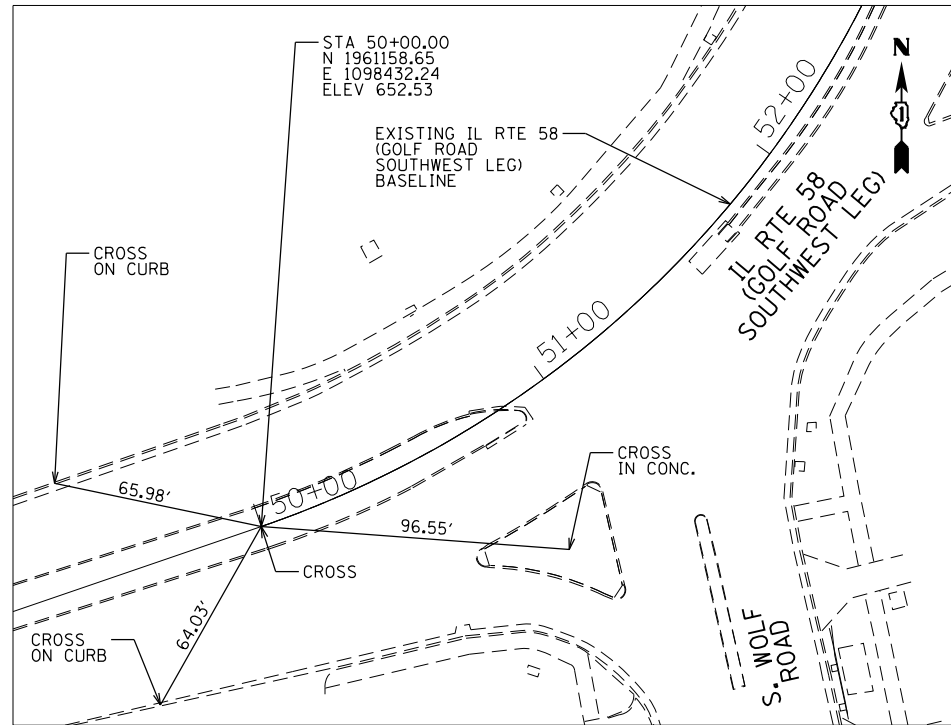 STA 50+00.00
N 1961158.65
E 1098432.24
ELEV 652.53
N
EXISTING IL RTE 58
(GOLF ROAD
SOUTHWEST LEG)
BASELINE
52+00
IL RTE 58
(GOLF ROAD
SOUTHWEST LEG)
CROSS
ON CURB
51+00
CROSS
IN CONC.
50+00
65.98'
96.55'
CROSS
64.03'
CROSS
ON CURB
S. WOLF
ROAD